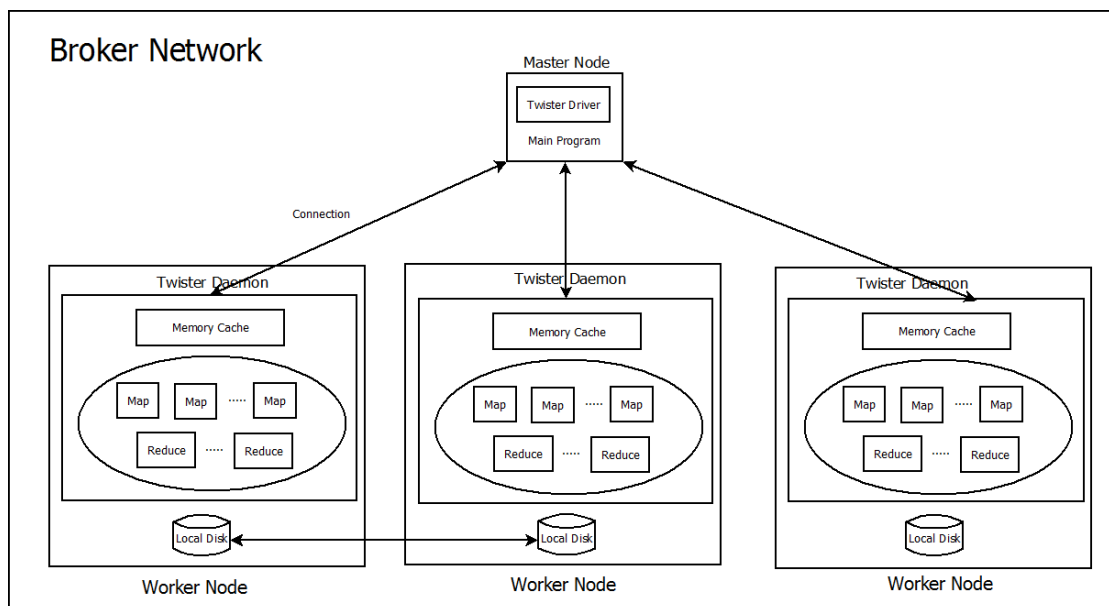 Broker Network
Master Node
Twister Driver
Main Program
Connection
Twister Daemon
Memory Cache
Map
Map
.....
Map
Reduce
.....
Reduce
Local Disk
Worker Node
Twister Daemon
Memory Cache
Map
Map
.....
Map
Reduce
.....
Reduce
Local Disk
Worker Node
Twister Daemon
Memory Cache
Map
Map
.....
Map
Reduce
.....
Reduce
Local Disk
Worker Node